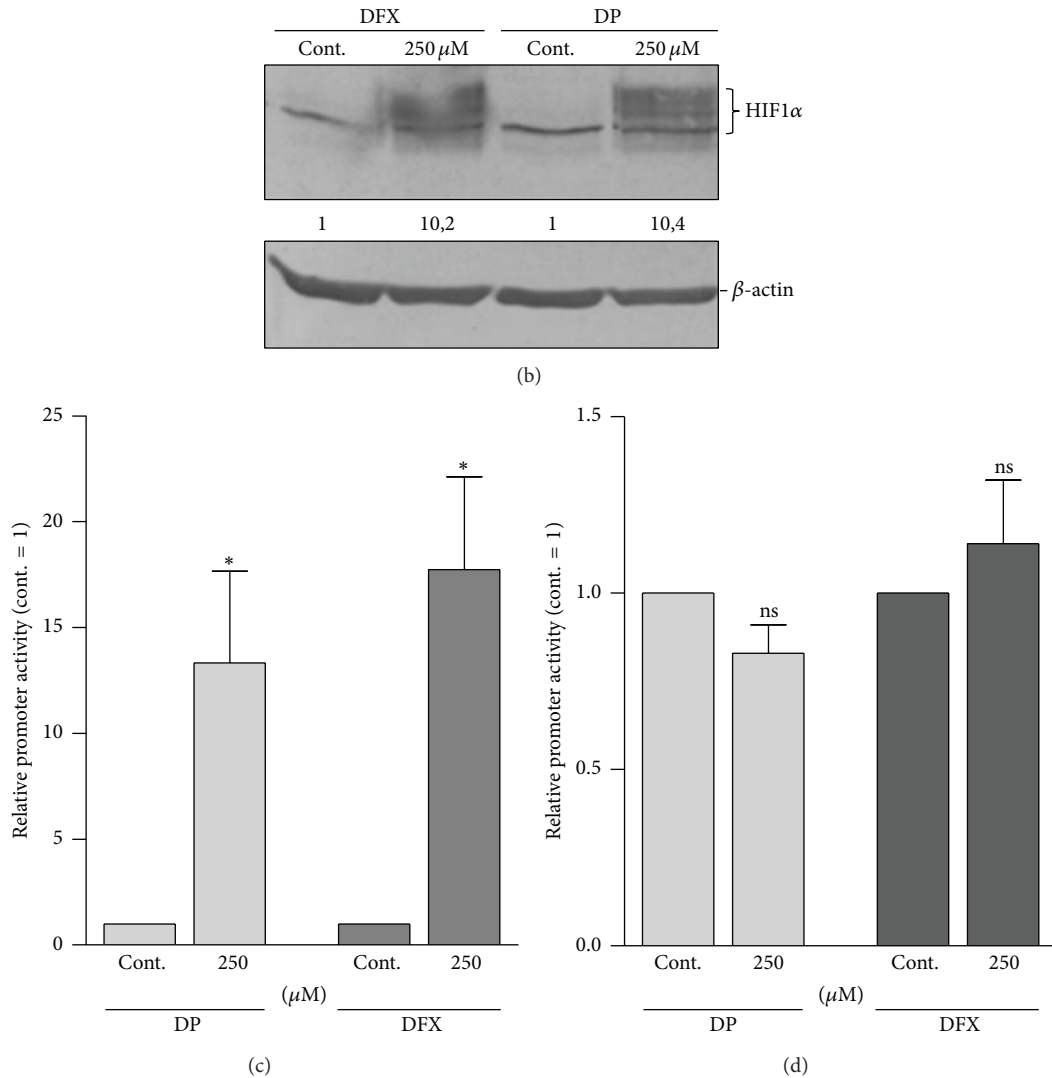 DFX DP
Cont. 250 μM Cont. 250 μM
HIF1α
1 10,2 1 10,4
β-actin
(b)
Relative promoter activity (cont. = 1)
25
20
15
10
5
0
*
*
Cont. 250 Cont. 250
(μM)
DP DFX
(c)
Relative promoter activity (cont. = 1)
1.5
1.0
0.5
0.0
ns
ns
Cont. 250 Cont. 250
(μM)
DP DFX
(d)